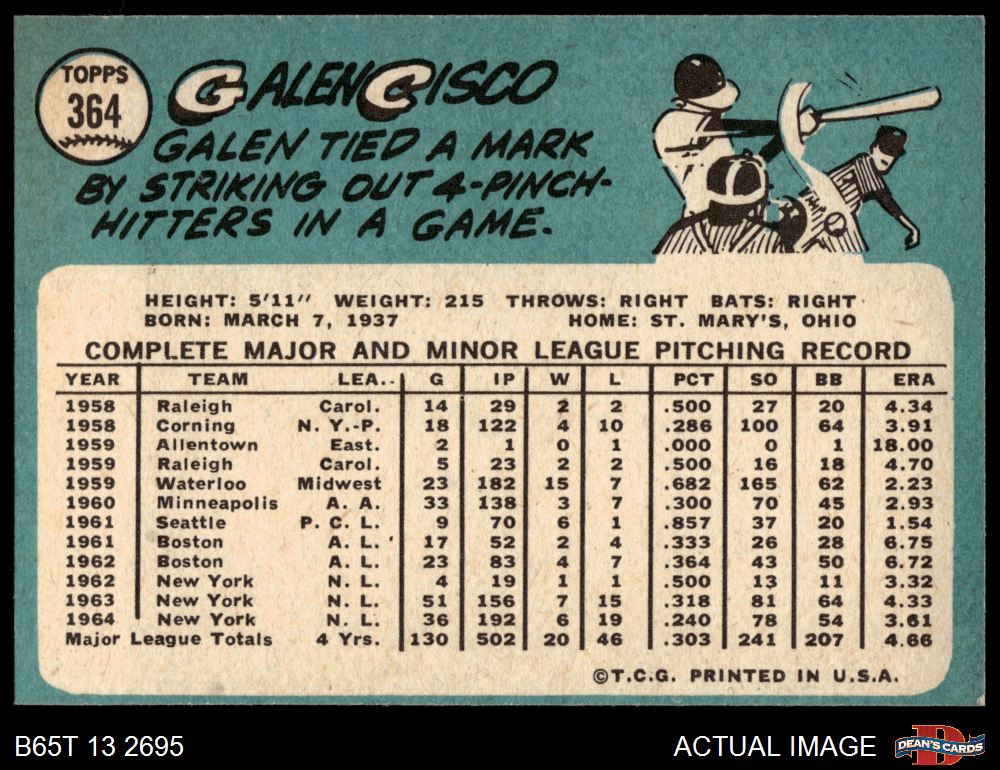 TOPPS
364
GALEN CISCO
GALEN TIED A MARK
BY STRIKING OUT 4-PINCH-
HITTERS IN A GAME.
HEIGHT: 5'11" WEIGHT: 215 THROWS: RIGHT BATS: RIGHT
BORN: MARCH 7, 1937 HOME: ST. MARY'S, OHIO
COMPLETE MAJOR AND MINOR LEAGUE PITCHING RECORD
YEAR TEAM LEA. G IP W L PCT SO BB ERA
1958 Raleigh Carol. 14 29 2 2 .500 27 20 4.34
1958 Corning N. Y.-P. 18 122 4 10 .286 100 64 3.91
1959 Allentown East. 2 1 0 1 .000 0 1 18.00
1959 Raleigh Carol. 5 23 2 2 .500 16 18 4.70
1959 Waterloo Midwest 23 182 15 7 .682 165 62 2.23
1960 Minneapolis A. A. 33 138 3 7 .300 70 45 2.93
1961 Seattle P. C. L. 9 70 6 1 .857 37 20 1.54
1961 Boston A. L. 17 52 2 4 .333 26 28 6.75
1962 Boston A. L. 23 83 4 7 .364 43 50 6.72
1962 New York N. L. 4 19 1 1 .500 13 11 3.32
1963 New York N. L. 51 156 7 15 .318 81 64 4.33
1964 New York N. L. 36 192 6 19 .240 78 54 3.61
Major League Totals 4 Yrs. 130 502 20 46 .303 241 207 4.66
©T.C.G. PRINTED IN U.S.A.
B65T 13 2695 ACTUAL IMAGE D DEAN'S CARDS